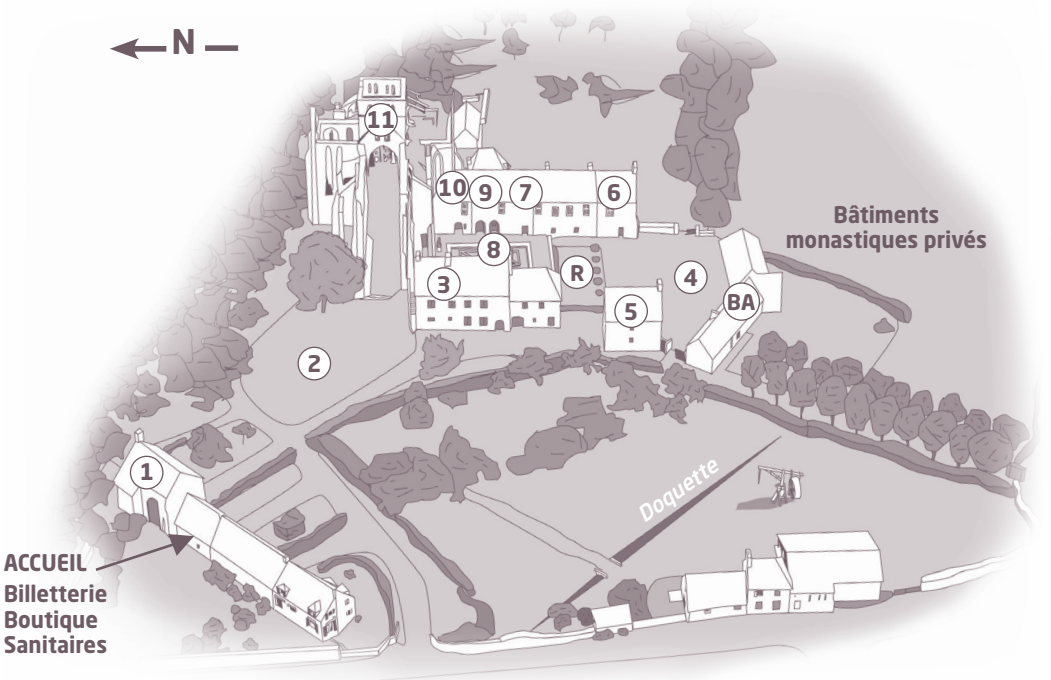 N
11
10
9
7
6
Bâtiments
monastiques privés
8
3
R
4
5
BA
2
1
Doquette
ACCUEIL
Billetterie
Boutique
Sanitaires